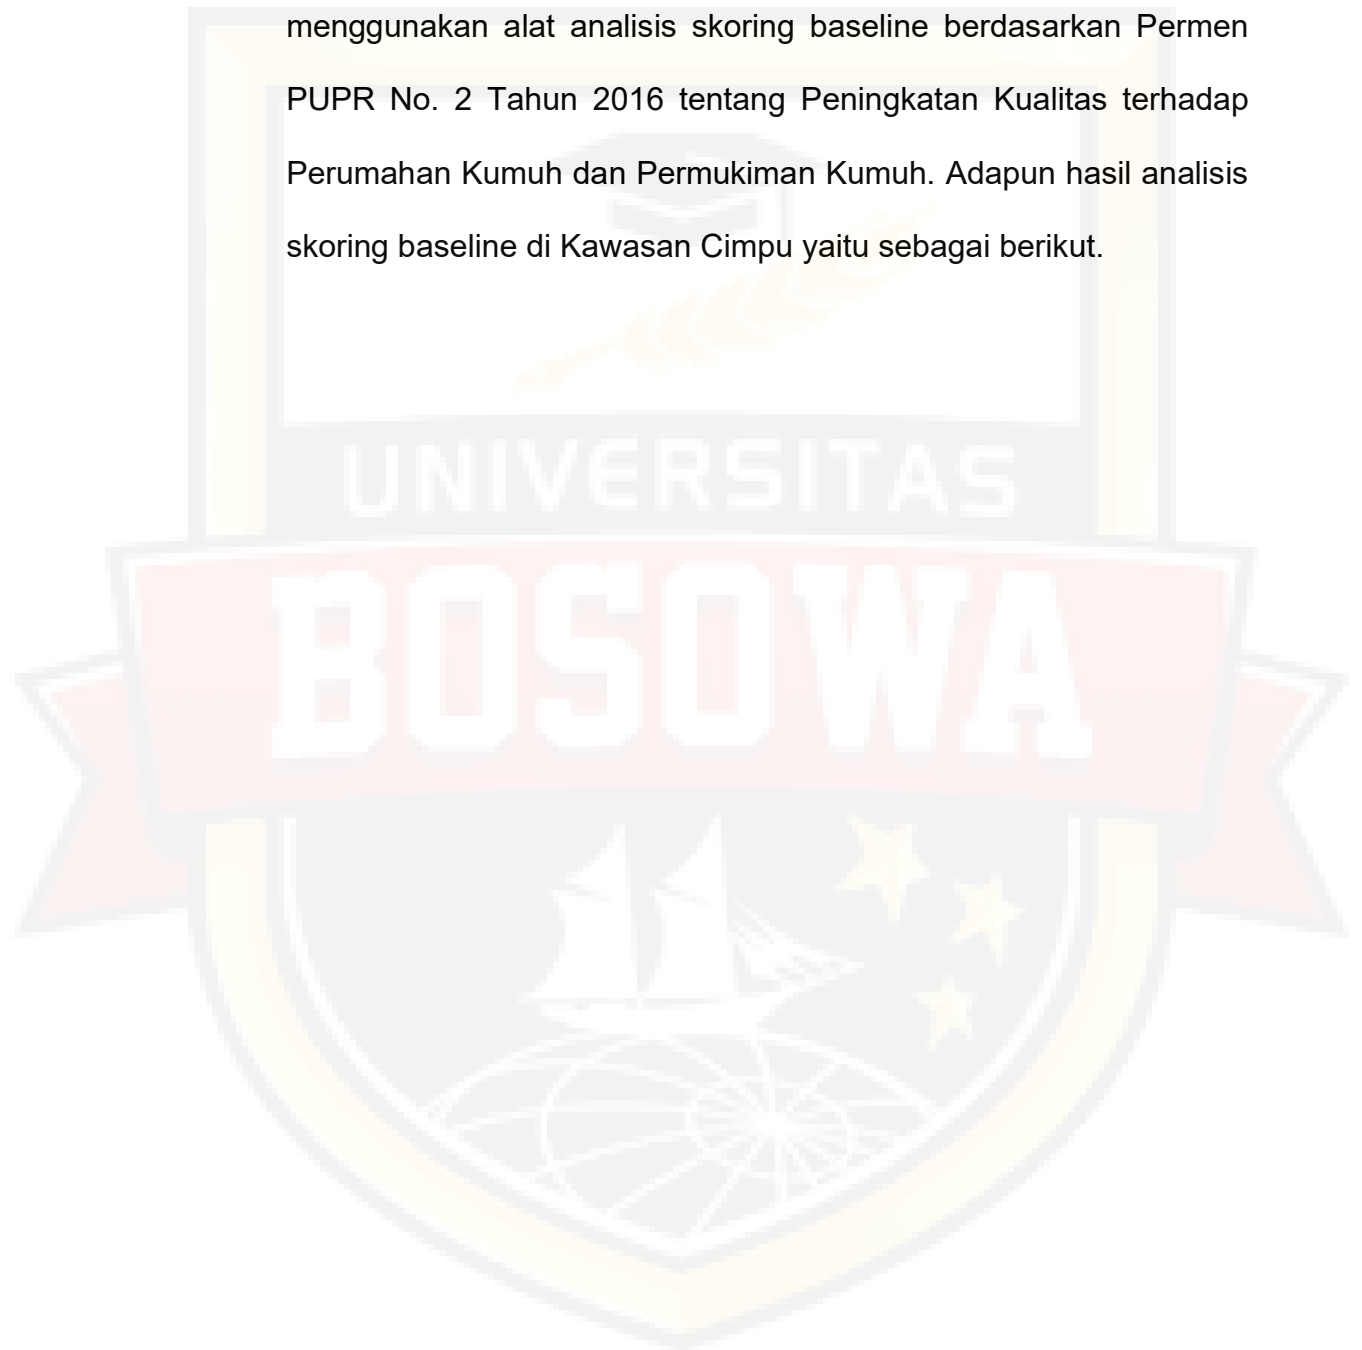 menggunakan alat analisis skoring baseline berdasarkan Permen
PUPR No. 2 Tahun 2016 tentang Peningkatan Kualitas terhadap
Perumahan Kumuh dan Permukiman Kumuh. Adapun hasil analisis
skoring baseline di Kawasan Cimpu yaitu sebagai berikut.
UNIVERSITAS
BOSOWA